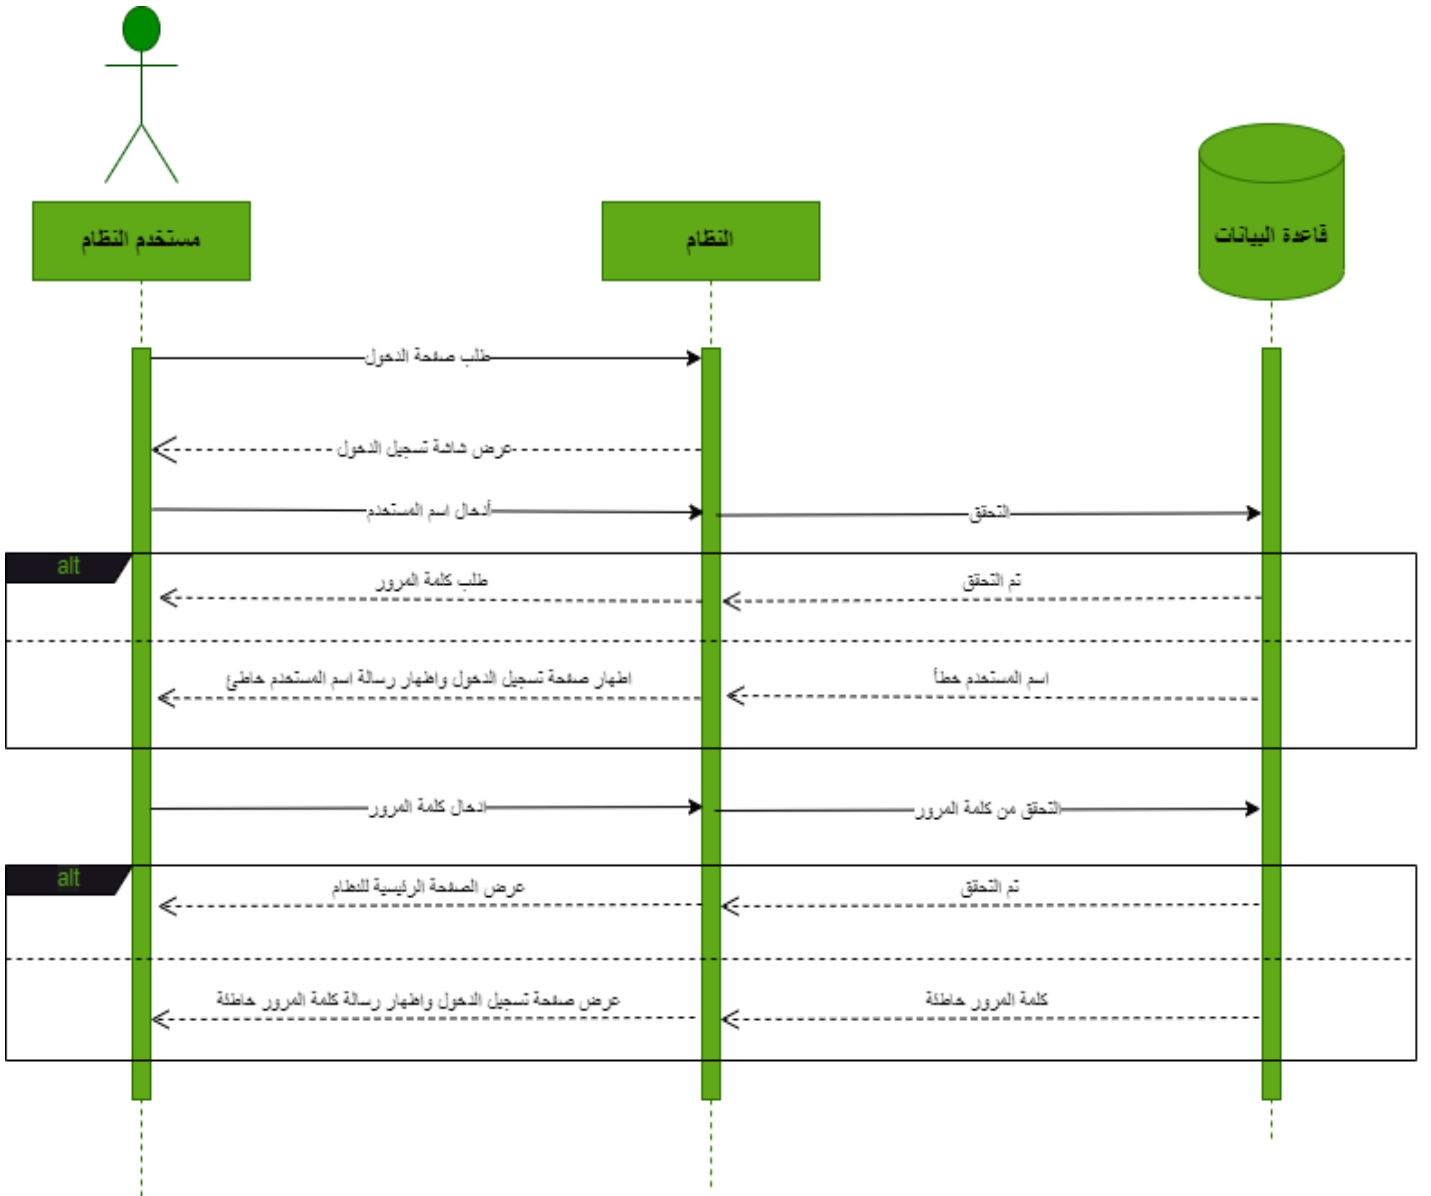 مستخدم النظام
النظام
قاعدة البيانات
طلب صفحة الدخول
عرض شاشة تسجيل الدخول
أدخال اسم المستخدم
التحقق
alt
طلب كلمة المرور
تم التحقق
اظهار صفحة تسجيل الدخول واظهار رسالة اسم المستخدم خاطئ
اسم المستخدم خطأ
ادخال كلمة المرور
التحقق من كلمة المرور
alt
عرض الصفحة الرئيسية للنظام
تم التحقق
عرض صفحة تسجيل الدخول واظهار رسالة كلمة المرور خاطئة
كلمة المرور خاطئة